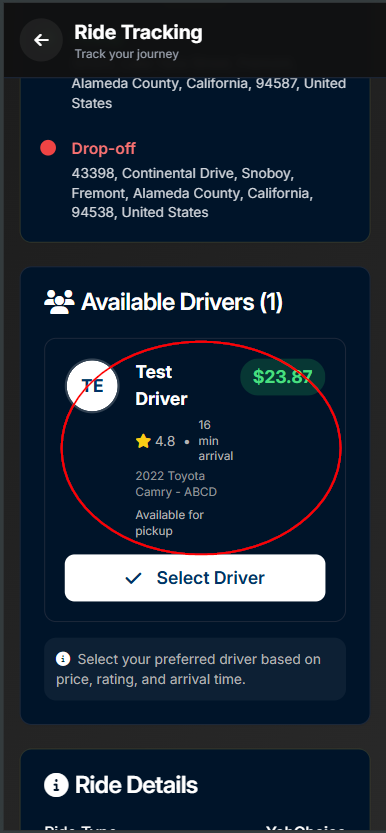 Ride Tracking
Track your journey
Alameda County, California, 94587, United
States
Drop-off
43398, Continental Drive, Snoboy,
Fremont, Alameda County, California,
94538, United States
Available Drivers (1)
TE
Test
Driver
$23.87
4.8 •
16
min
arrival
2022 Toyota
Camry - ABCD
Available for
pickup
Select Driver
Select your preferred driver based on
price, rating, and arrival time.
Ride Details
Ride Type YahChoice